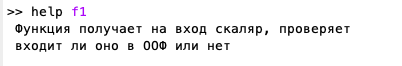 >> help f1
Функция получает на вход скаляр, проверяет
входит ли оно в ООФ или нет